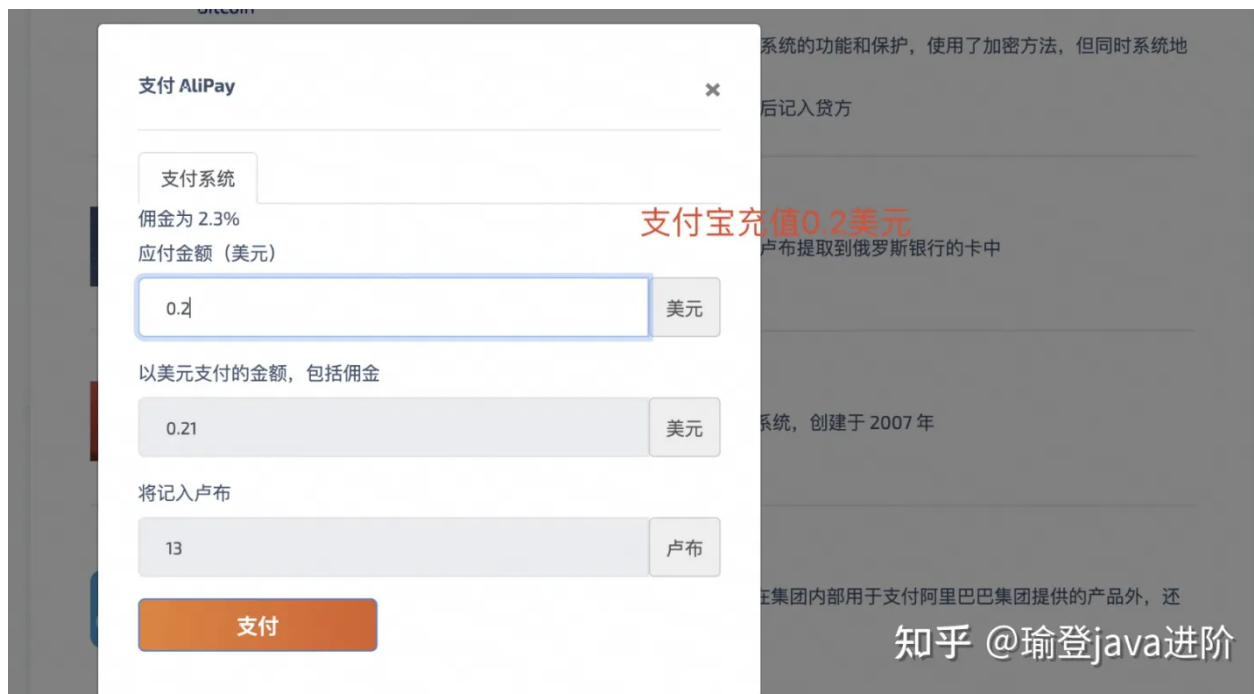 支付 AliPay
×
系统的功能和保护，使用了加密方法，但同时系统地
后记入贷方
支付系统
佣金为 2.3%
支付宝充值0.2美元
应付金额（美元）
卢布提取到俄罗斯银行的卡中
0.2
美元
以美元支付的金额，包括佣金
0.21
美元
系统，创建于 2007 年
将记入卢布
13
卢布
在集团内部用于支付阿里巴巴集团提供的产品外，还
支付
知乎 @瑜登java进阶